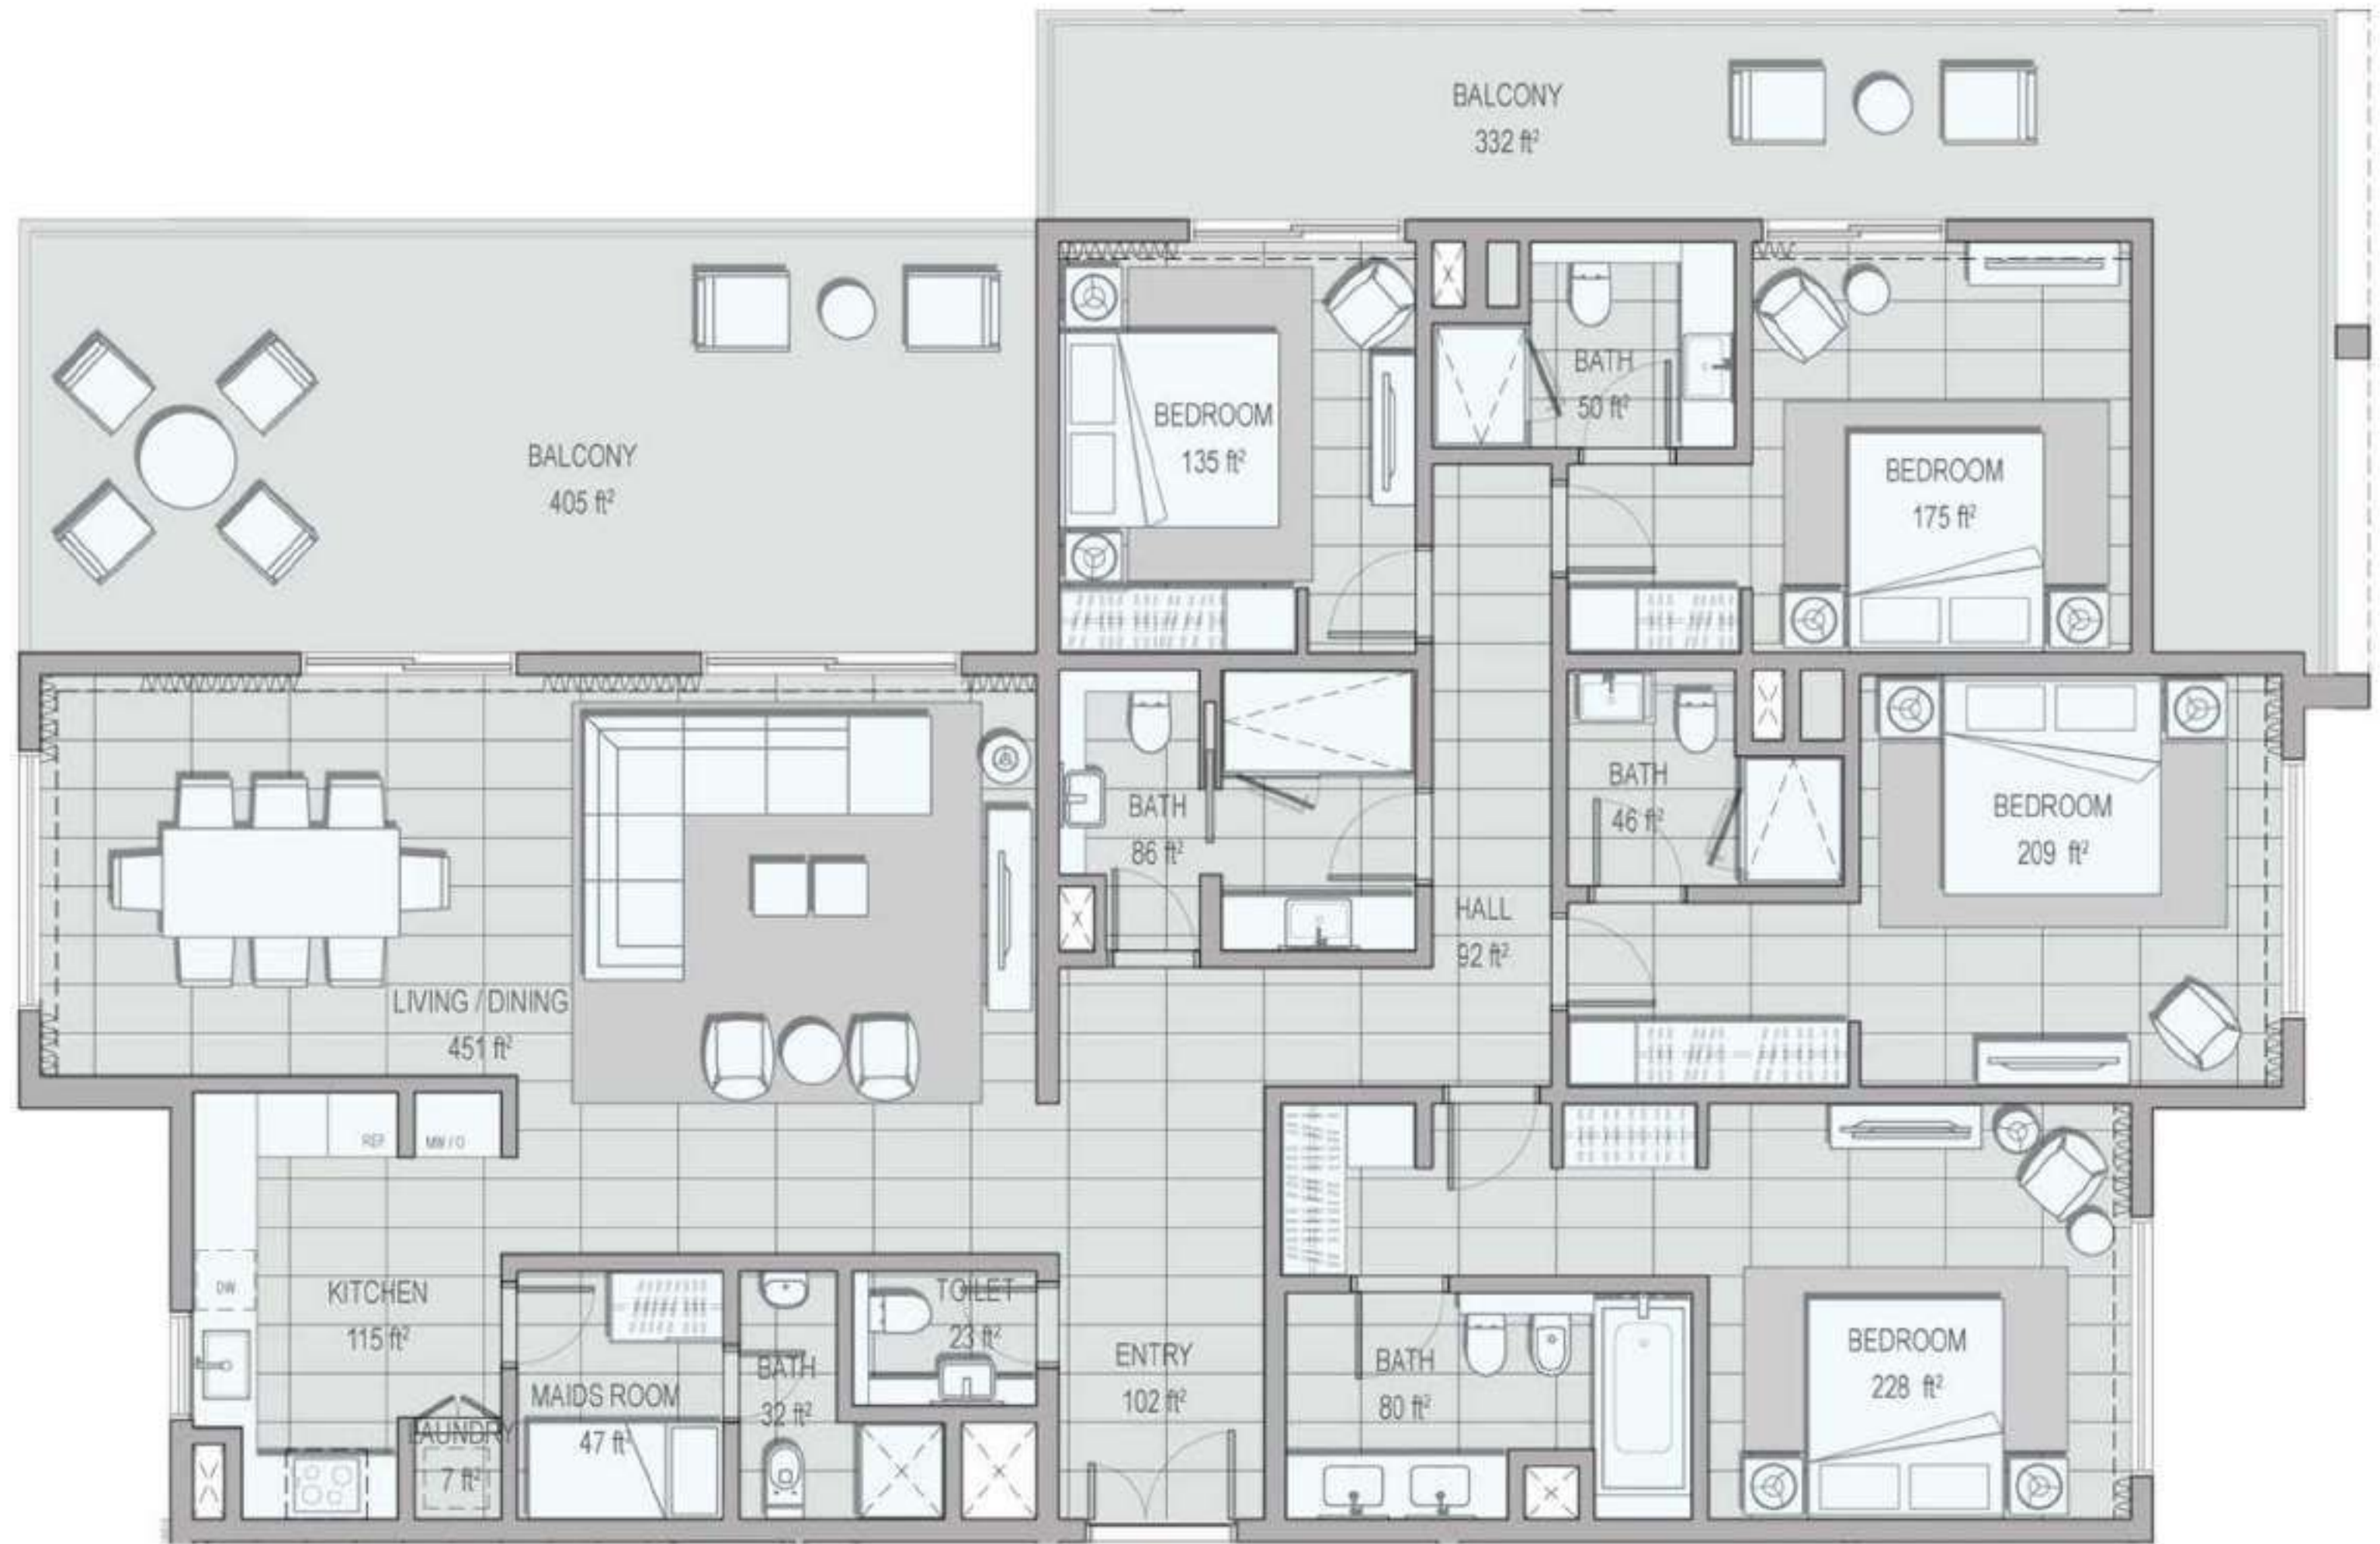 BALCONY
332 ft²
BALCONY
405 ft²
BEDROOM
135 ft²
BATH
50 ft²
BEDROOM
175 ft²
LIVING / DINING
451 ft²
BATH
86 ft²
HALL
92 ft²
BATH
46 ft²
BEDROOM
209 ft²
REF
MW / O
DW
KITCHEN
115 ft²
LAUNDRY
7 ft²
MAIDS ROOM
47 ft²
BATH
32 ft²
TOILET
23 ft²
ENTRY
102 ft²
BATH
80 ft²
BEDROOM
228 ft²